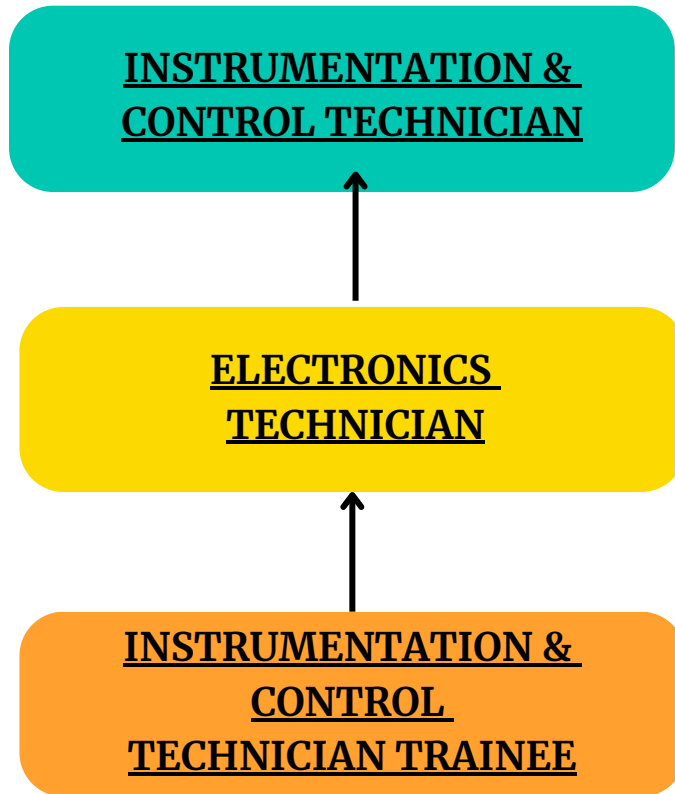 INSTRUMENTATION &
CONTROL TECHNICIAN
ELECTRONICS
TECHNICIAN
INSTRUMENTATION &
CONTROL
TECHNICIAN TRAINEE